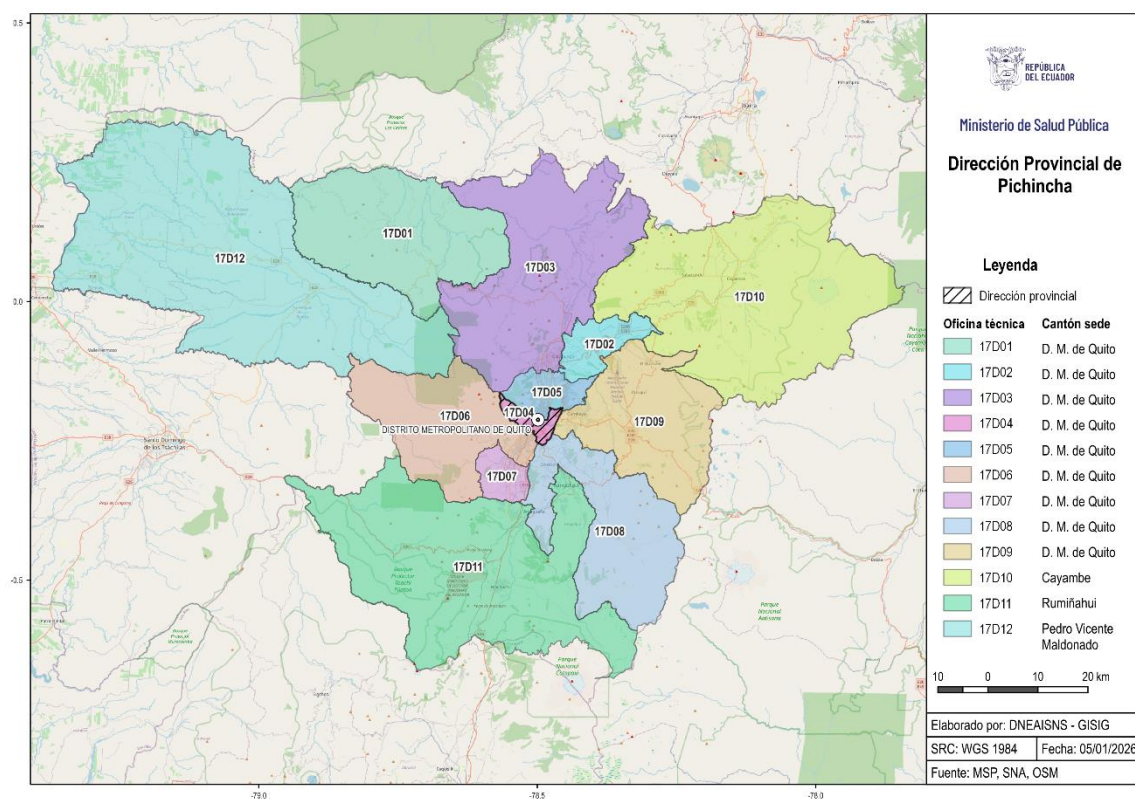 0.5
0.0
-0.5
-79.0
-78.5
-78.0
17D01
17D12
17D03
17D10
17D02
17D05
17D04
DISTRITO METROPOLITANO DE QUITO
17D06
17D09
17D07
17D08
17D11
Santo Domingo
de los Tsáchilas
Parque
Nacional
Cotopaxi
REPÚBLICA
DEL ECUADOR
Ministerio de Salud Pública
Dirección Provincial de
Pichincha
Leyenda
Dirección provincial
Oficina técnica Cantón sede
17D01 D. M. de Quito
17D02 D. M. de Quito
17D03 D. M. de Quito
17D04 D. M. de Quito
17D05 D. M. de Quito
17D06 D. M. de Quito
17D07 D. M. de Quito
17D08 D. M. de Quito
17D09 D. M. de Quito
17D10 Cayambe
17D11 Rumiñahui
17D12 Pedro Vicente
Maldonado
10 0 10 20 km
Elaborado por: DNEAISNS - GISIG
SRC: WGS 1984 Fecha: 05/01/2026
Fuente: MSP, SNA, OSM